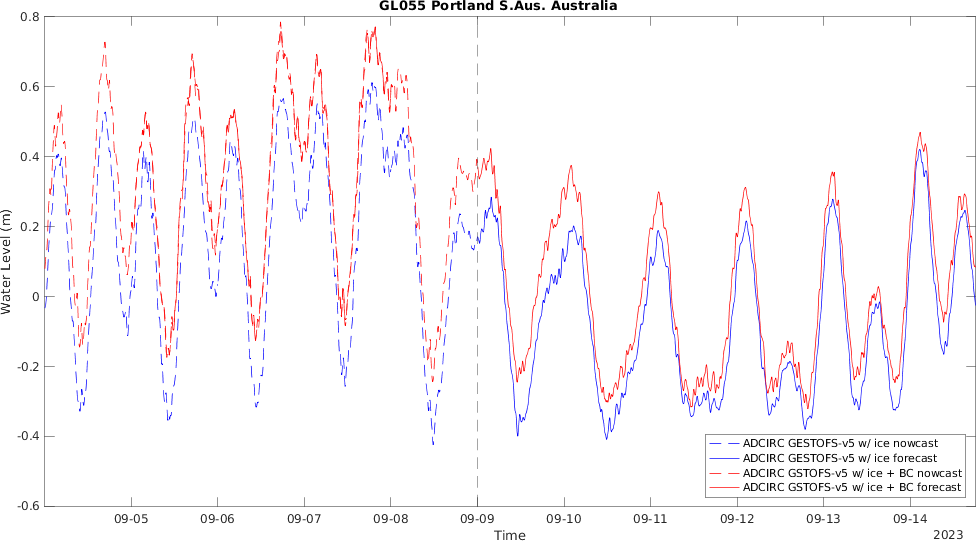 GL055 Portland S.Aus. Australia
0.8
0.6
0.4
0.2
0
-0.2
-0.4
-0.6
Water Level (m)
ADCIRC GESTOFS-v5 w/ ice nowcast
ADCIRC GESTOFS-v5 w/ ice forecast
ADCIRC GSTOFS-v5 w/ ice + BC nowcast
ADCIRC GSTOFS-v5 w/ ice + BC forecast
09-05 09-06 09-07 09-08 09-09 09-10 09-11 09-12 09-13 09-14
Time
2023